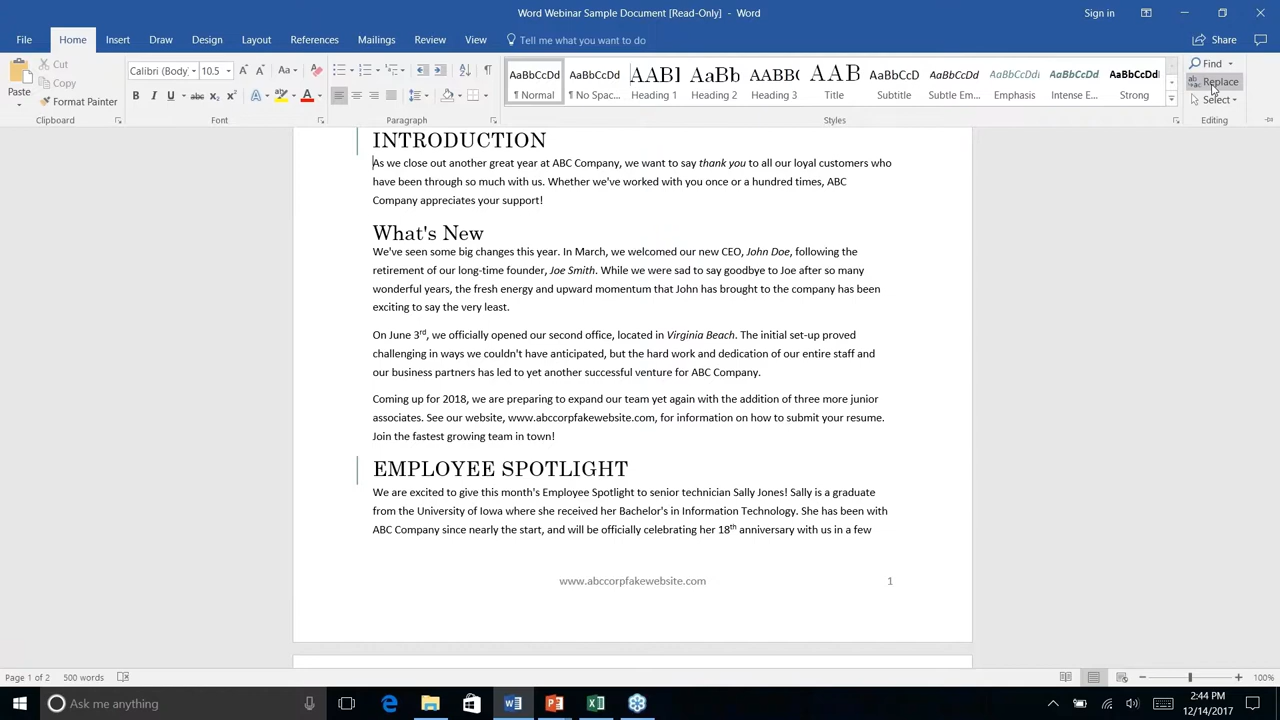 Word Webinar Sample Document [Read-Only] - Word
Sign in
File Home Insert Draw Design Layout References Mailings Review View Tell me what you want to do Share
Paste Cut Copy Format Painter
Clipboard
Calibri (Body) 10.5
Font
Paragraph
AaBbCcDd AaBbCcDd AABI AaBb AABBC AAB AaBbCcD AaBbCcDd AaBbCcDd AaBbCcDd AaBbCcDd
¶ Normal ¶ No Spac... Heading 1 Heading 2 Heading 3 Title Subtitle Subtle Em... Emphasis Intense E... Strong
Styles
Find
Replace
Select
Editing
INTRODUCTION
As we close out another great year at ABC Company, we want to say thank you to all our loyal customers who
have been through so much with us. Whether we've worked with you once or a hundred times, ABC
Company appreciates your support!
What's New
We've seen some big changes this year. In March, we welcomed our new CEO, John Doe, following the
retirement of our long-time founder, Joe Smith. While we were sad to say goodbye to Joe after so many
wonderful years, the fresh energy and upward momentum that John has brought to the company has been
exciting to say the very least.
On June 3rd, we officially opened our second office, located in Virginia Beach. The initial set-up proved
challenging in ways we couldn't have anticipated, but the hard work and dedication of our entire staff and
our business partners has led to yet another successful venture for ABC Company.
Coming up for 2018, we are preparing to expand our team yet again with the addition of three more junior
associates. See our website, www.abccorpfakewebsite.com, for information on how to submit your resume.
Join the fastest growing team in town!
EMPLOYEE SPOTLIGHT
We are excited to give this month's Employee Spotlight to senior technician Sally Jones! Sally is a graduate
from the University of Iowa where she received her Bachelor's in Information Technology. She has been with
ABC Company since nearly the start, and will be officially celebrating her 18th anniversary with us in a few
www.abccorpfakewebsite.com 1
Page 1 of 2 500 words 100%
Ask me anything
2:44 PM
12/14/2017